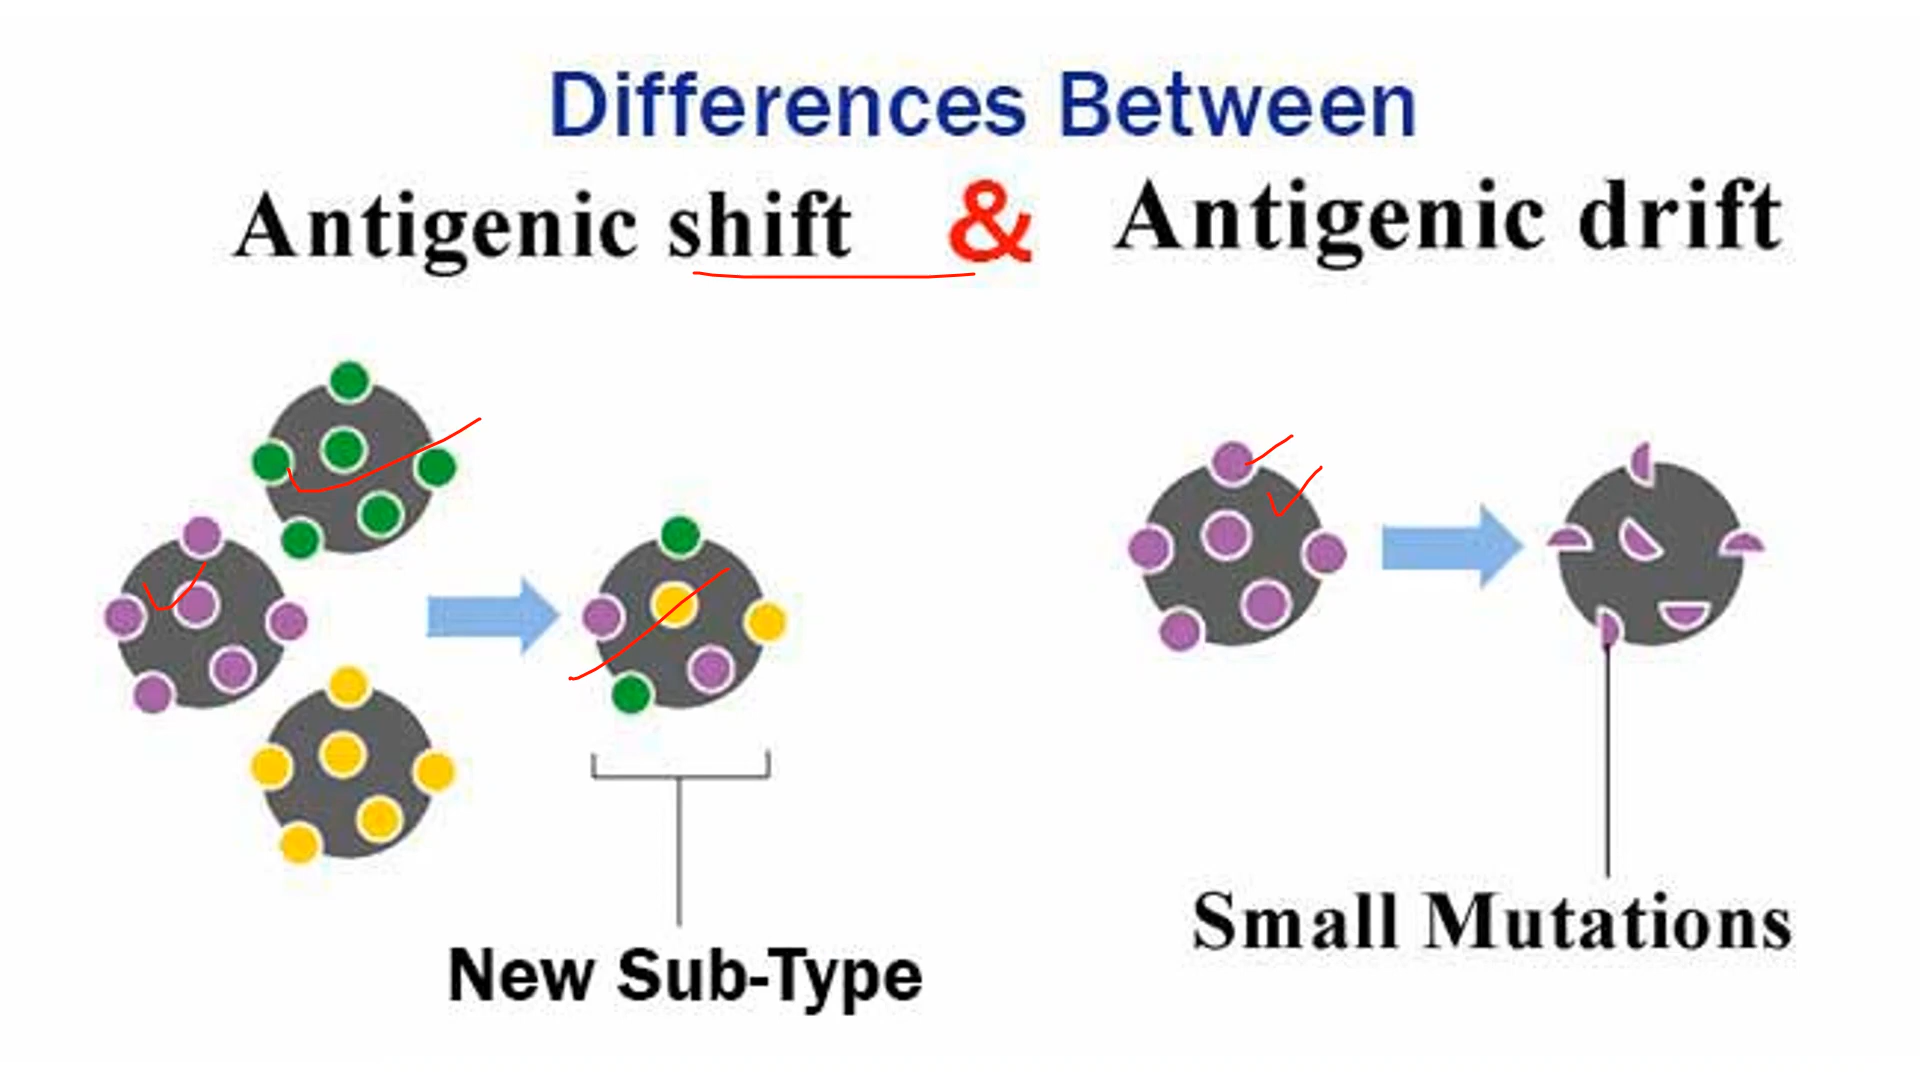 Differences Between
Antigenic shift & Antigenic drift
Small Mutations
New Sub-Type